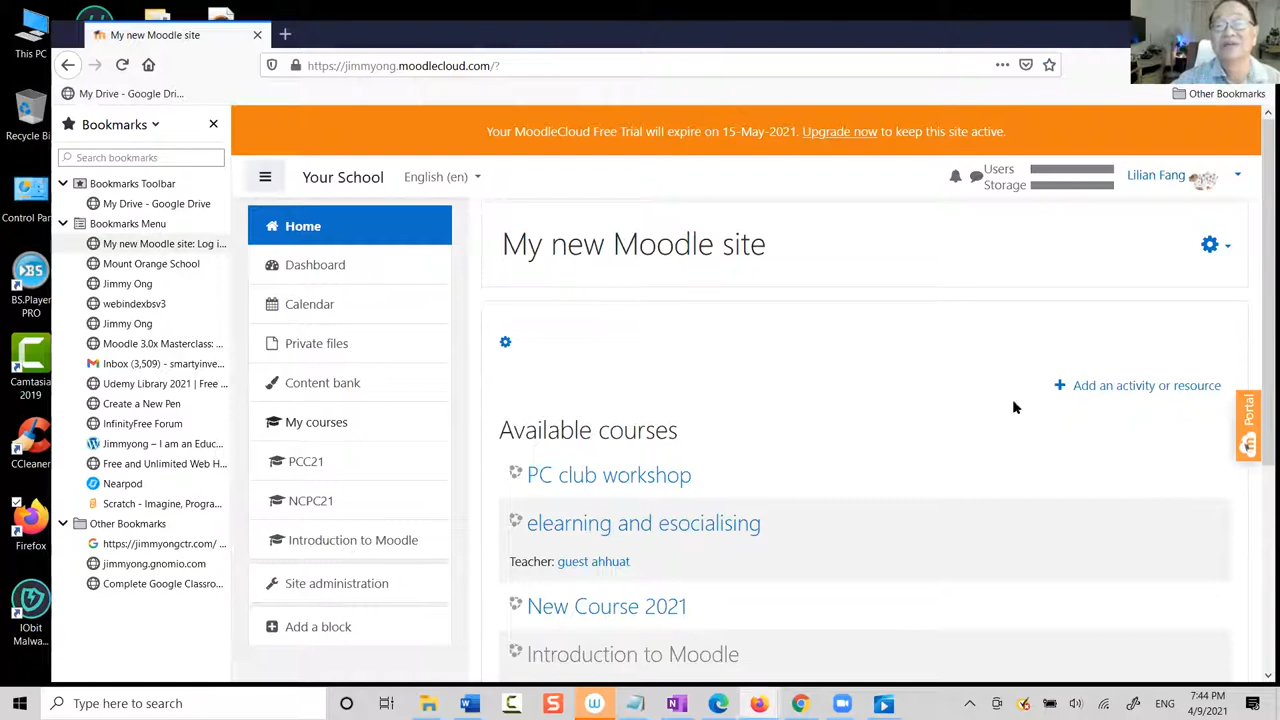 This PC
Recycle Bi
Control Pan
BS.Player
PRO
Camtasia
2019
CCleaner
Firefox
IObit
Malwa...
My new Moodle site
https://jimmyong.moodlecloud.com/?
My Drive - Google Dri...
Other Bookmarks
Bookmarks
Search bookmarks
Bookmarks Toolbar
My Drive - Google Drive
Bookmarks Menu
My new Moodle site: Log i...
Mount Orange School
Jimmy Ong
webindexbsv3
Jimmy Ong
Moodle 3.0x Masterclass: ...
Inbox (3,509) - smartyinve...
Udemy Library 2021 | Free ...
Create a New Pen
InfinityFree Forum
Jimmyong – I am an Educ...
Free and Unlimited Web H...
Nearpod
Scratch - Imagine, Progra...
Other Bookmarks
https://jimmyongctr.com/ ...
jimmyong.gnomio.com
Complete Google Classro...
Your MoodleCloud Free Trial will expire on 15-May-2021. Upgrade now to keep this site active.
Your School
English (en)
Users
Storage
Lilian Fang
Home
Dashboard
Calendar
Private files
Content bank
My courses
PCC21
NCPC21
Introduction to Moodle
Site administration
Add a block
My new Moodle site
Add an activity or resource
Available courses
PC club workshop
elearning and esocialising
Teacher: guest ahhuat
New Course 2021
Introduction to Moodle
Portal
Type here to search
ENG
7:44 PM
4/9/2021